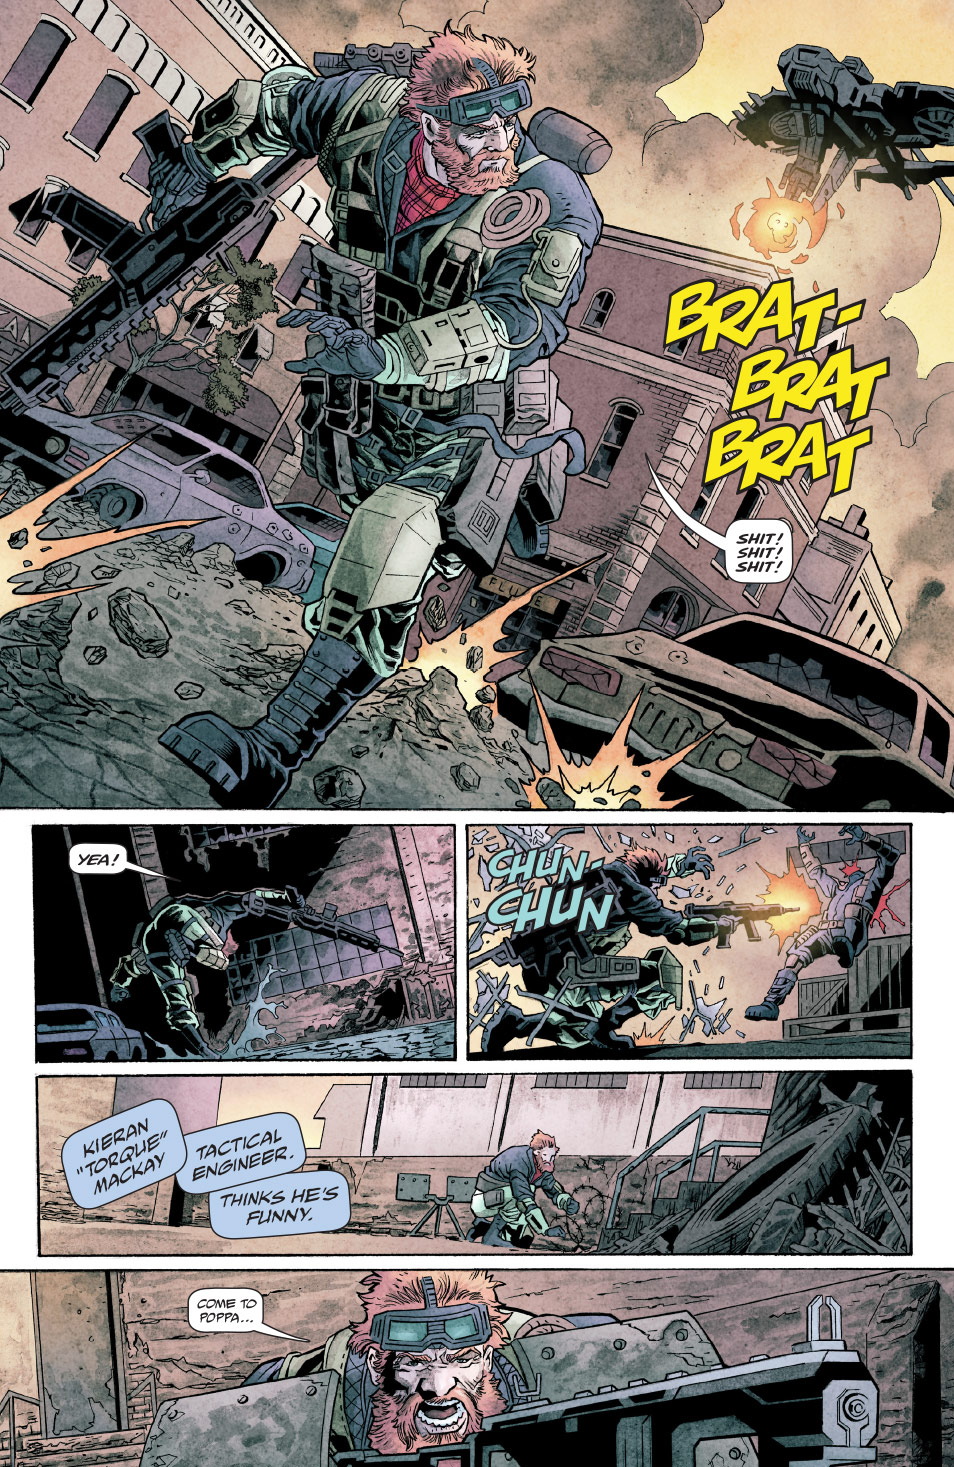 BRAT-
BRAT
BRAT
SHIT!
SHIT!
SHIT!
YEA!
CHUN-
CHUN
KIERAN
"TORQUE"
MACKAY
TACTICAL
ENGINEER.
THINKS HE'S
FUNNY.
COME TO
POPPA...